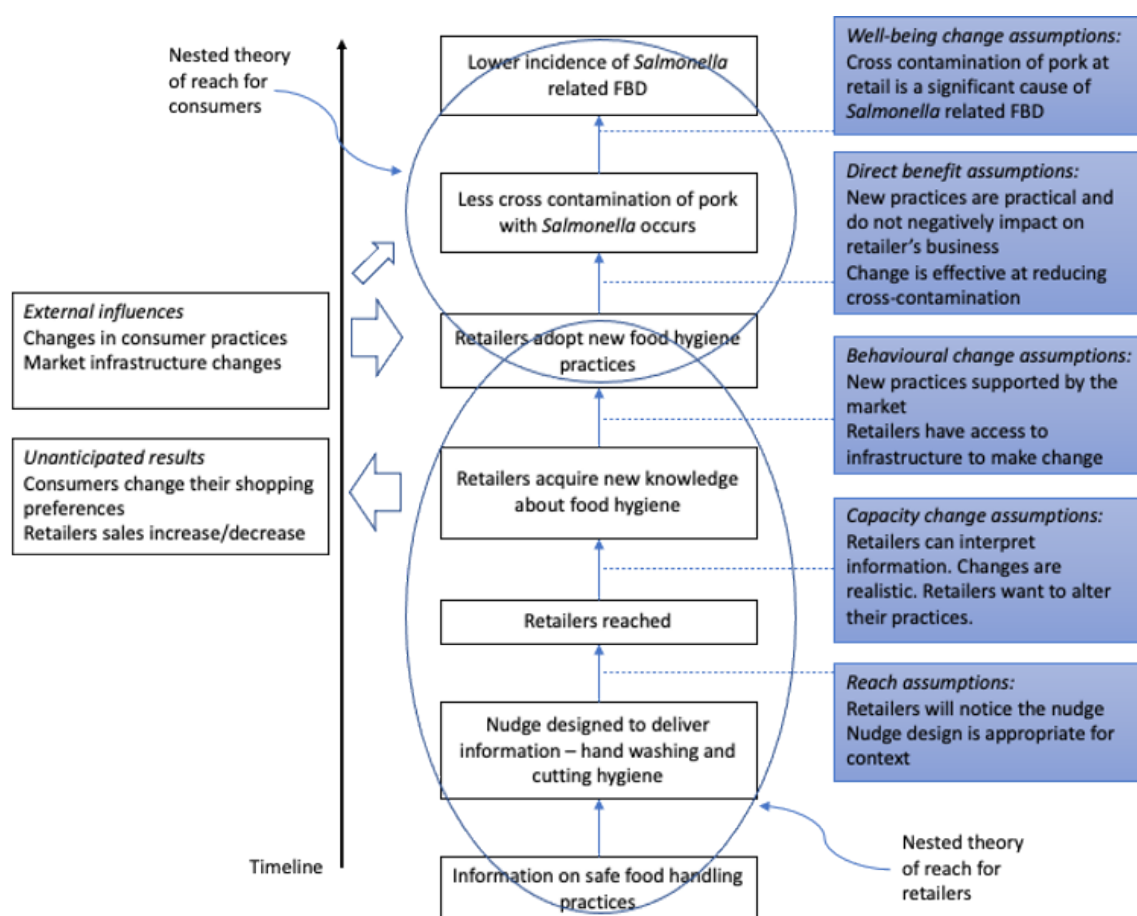 Nested theory
of reach for
consumers
Lower incidence of Salmonella
related FBD
Well-being change assumptions:
Cross contamination of pork at
retail is a significant cause of
Salmonella related FBD
Less cross contamination of pork
with Salmonella occurs
Direct benefit assumptions:
New practices are practical and
do not negatively impact on
retailer's business
Change is effective at reducing
cross-contamination
External influences
Changes in consumer practices
Market infrastructure changes
Retailers adopt new food hygiene
practices
Behavioural change assumptions:
New practices supported by the
market
Retailers have access to
infrastructure to make change
Unanticipated results
Consumers change their shopping
preferences
Retailers sales increase/decrease
Retailers acquire new knowledge
about food hygiene
Capacity change assumptions:
Retailers can interpret
information. Changes are
realistic. Retailers want to alter
their practices.
Retailers reached
Reach assumptions:
Retailers will notice the nudge
Nudge design is appropriate for
context
Nudge designed to deliver
information – hand washing and
cutting hygiene
Nested theory
of reach for
retailers
Timeline
Information on safe food handling
practices